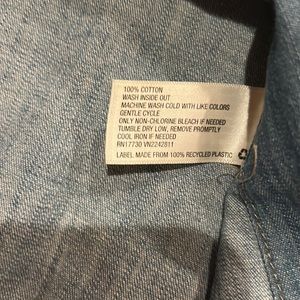 100% COTTON
WASH INSIDE OUT
MACHINE WASH COLD WITH LIKE COLORS
GENTLE CYCLE
ONLY NON-CHLORINE BLEACH IF NEEDED
TUMBLE DRY LOW, REMOVE PROMPTLY
COOL IRON IF NEEDED
RN17730 VN2242811
LABEL MADE FROM 100% RECYCLED PLASTIC